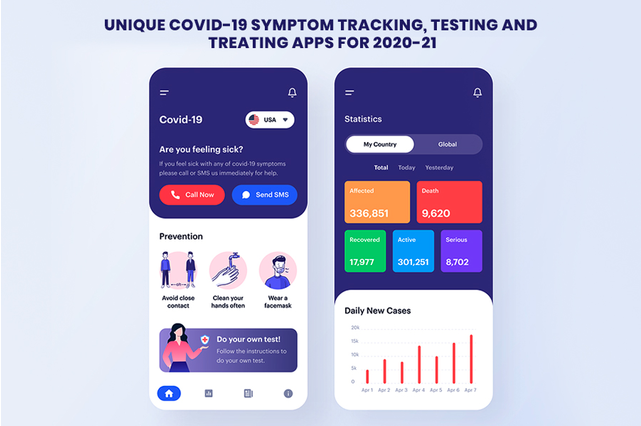 UNIQUE COVID-19 SYMPTOM TRACKING, TESTING AND
TREATING APPS FOR 2020-21
Covid-19
USA
Are you feeling sick?
If you feel sick with any of covid-19 symptoms
please call or SMS us immediately for help.
Call Now
Send SMS
Prevention
Avoid close
contact
Clean your
hands often
Wear a
facemask
Do your own test!
Follow the instructions to
do your own test.
Statistics
My Country
Global
Total
Today
Yesterday
Affected
336,851
Death
9,620
Recovered
17,977
Active
301,251
Serious
8,702
Daily New Cases
20k
15k
10k
5k
0
Apr 1
Apr 2
Apr 3
Apr 4
Apr 5
Apr 6
Apr 7